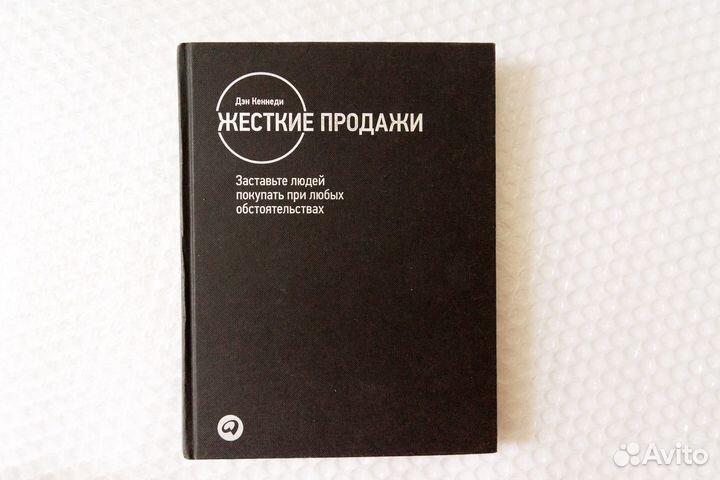 Дэн Кеннеди
ЖЕСТКИЕ ПРОДАЖИ
Заставьте людей
покупать при любых
обстоятельствах
Avito